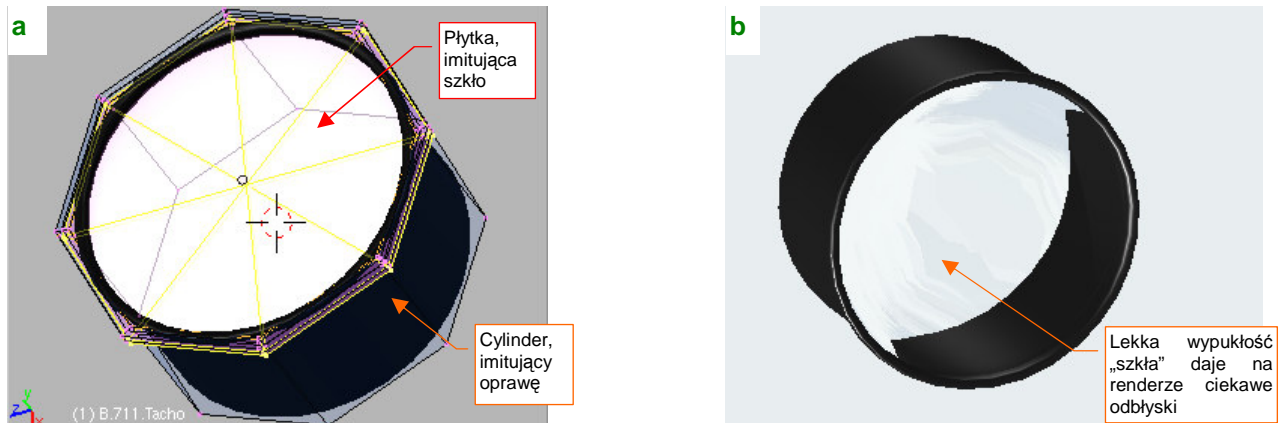 a
Płytka,
imitująca
szkło
Cylinder,
imitujący
oprawę
(1) B.711.Tacho
z
y
x
b
Lekka wypukłość
„szkła” daje na
renderze ciekawe
odbłyski